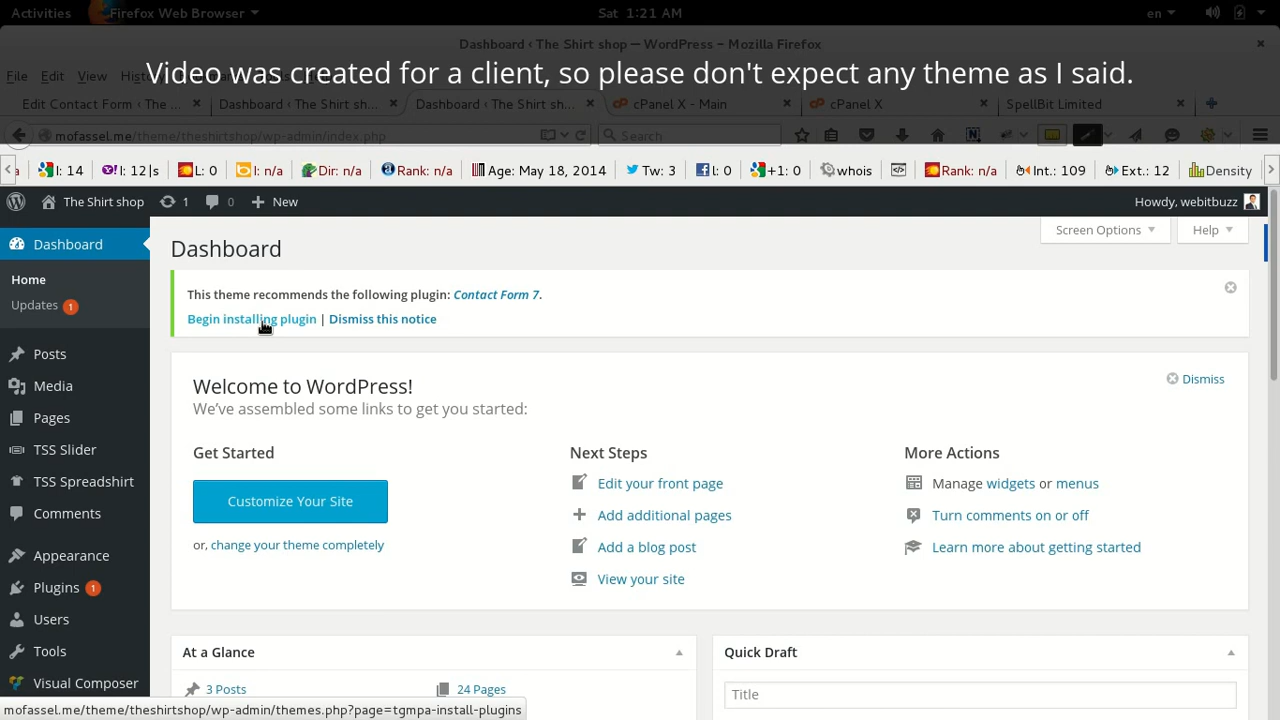 Activities Firefox Web Browser Sat 1:21 AM en
Dashboard ‹ The Shirt shop — WordPress – Mozilla Firefox
Video was created for a client, so please don't expect any theme as I said.
File Edit View
Edit Contact Form ‹ The ... Dashboard ‹ The Shirt sh... Dashboard ‹ The Shirt sh... cPanel X - Main cPanel X SpellBit Limited
mofassel.me/theme/theshirtshop/wp-admin/index.php Search
I: 14 I: 12|s L: 0 I: n/a Dir: n/a Rank: n/a Age: May 18, 2014 Tw: 3 l: 0 +1: 0 whois Rank: n/a Int.: 109 Ext.: 12 Density
The Shirt shop 1 0 New Howdy, webitbuzz
Dashboard
Home
Updates 1
Posts
Media
Pages
TSS Slider
TSS Spreadshirt
Comments
Appearance
Plugins 1
Users
Tools
Visual Composer
Screen Options Help
Dashboard
This theme recommends the following plugin: Contact Form 7.
Begin installing plugin | Dismiss this notice
Welcome to WordPress!
Dismiss
We've assembled some links to get you started:
Get Started
Customize Your Site
or, change your theme completely
Next Steps
Edit your front page
Add additional pages
Add a blog post
View your site
More Actions
Manage widgets or menus
Turn comments on or off
Learn more about getting started
At a Glance
3 Posts 24 Pages
Quick Draft
Title
mofassel.me/theme/theshirtshop/wp-admin/themes.php?page=tgmpa-install-plugins